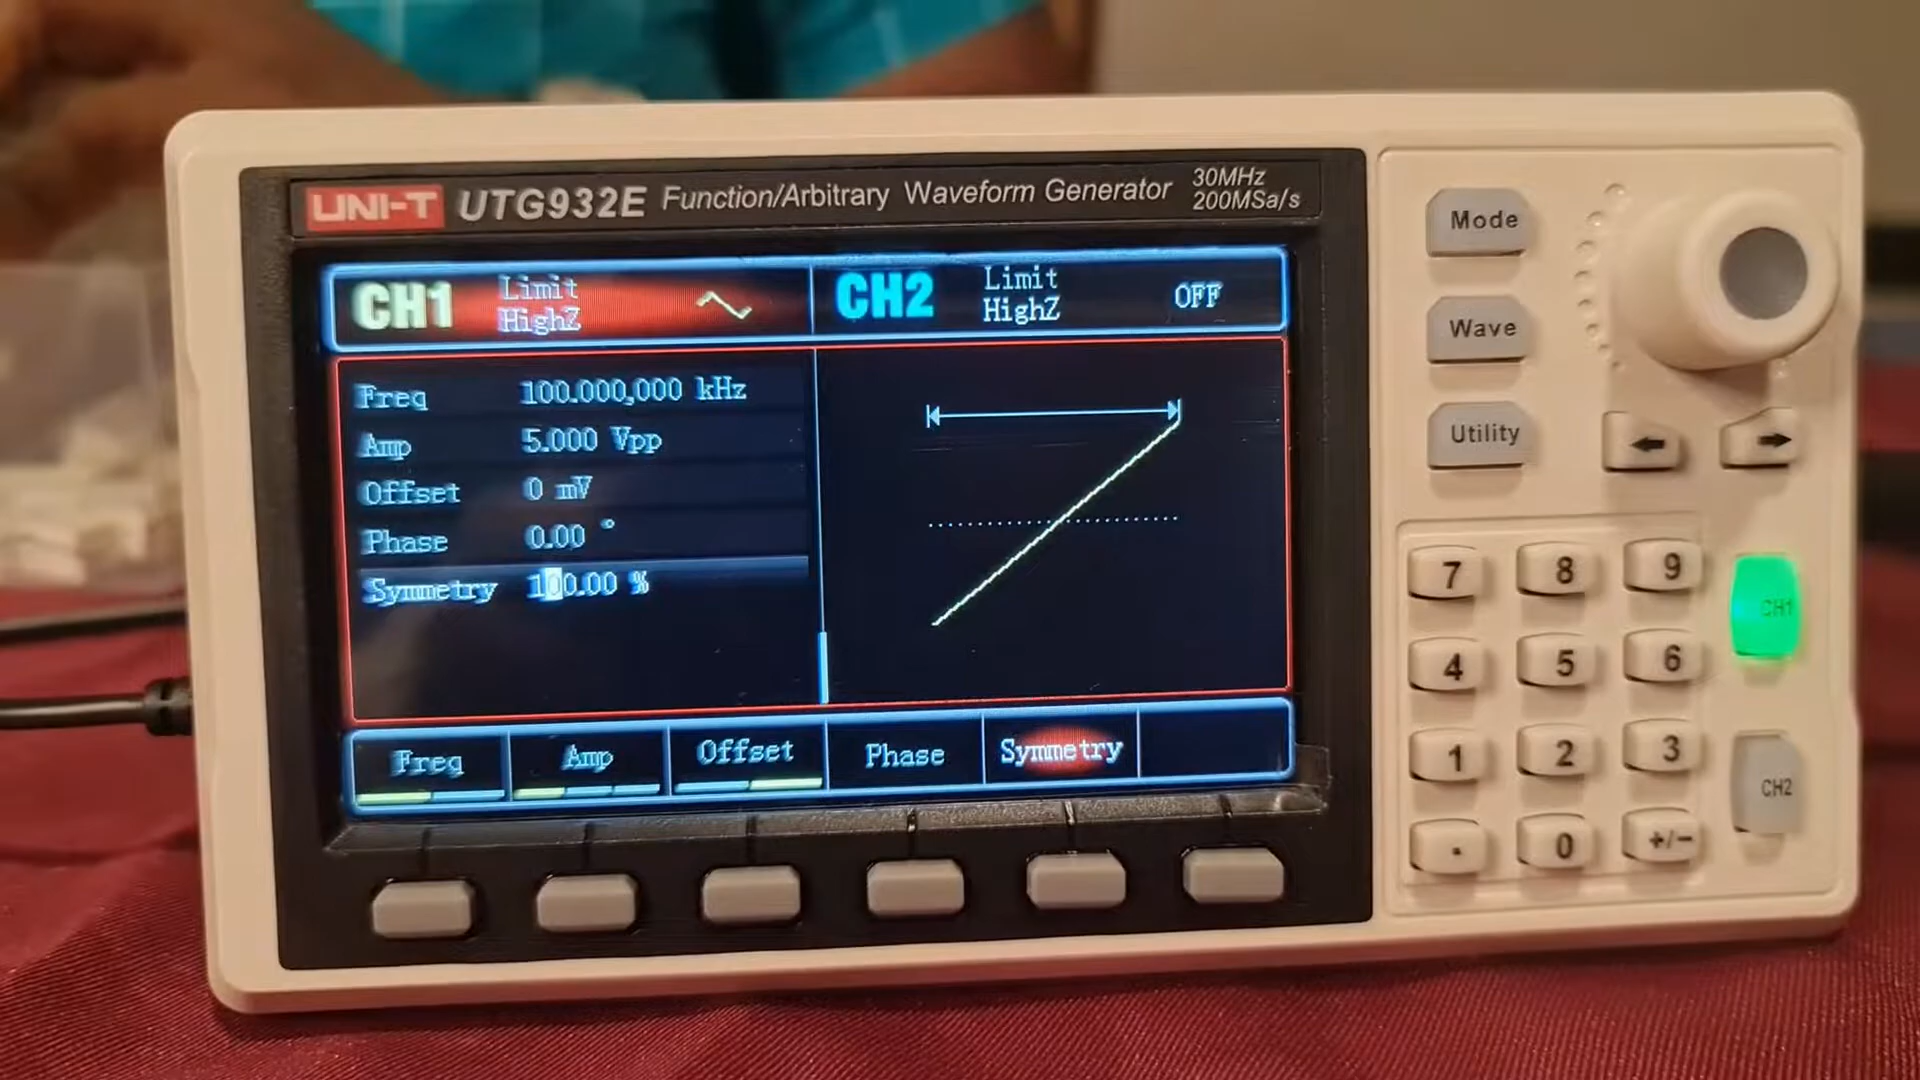 UNI-T UTG932E Function/Arbitrary Waveform Generator 30MHz
200MSa/s
CH1 Limit
HighZ
CH2 Limit
HighZ OFF
Freq 100.000,000 kHz
Amp 5.000 Vpp
Offset 0 mV
Phase 0.00 °
Symmetry 100.00 %
Freq Amp Offset Phase Symmetry
Mode
Wave
Utility
7 8 9
4 5 6
1 2 3
. 0 +/-
CH1
CH2